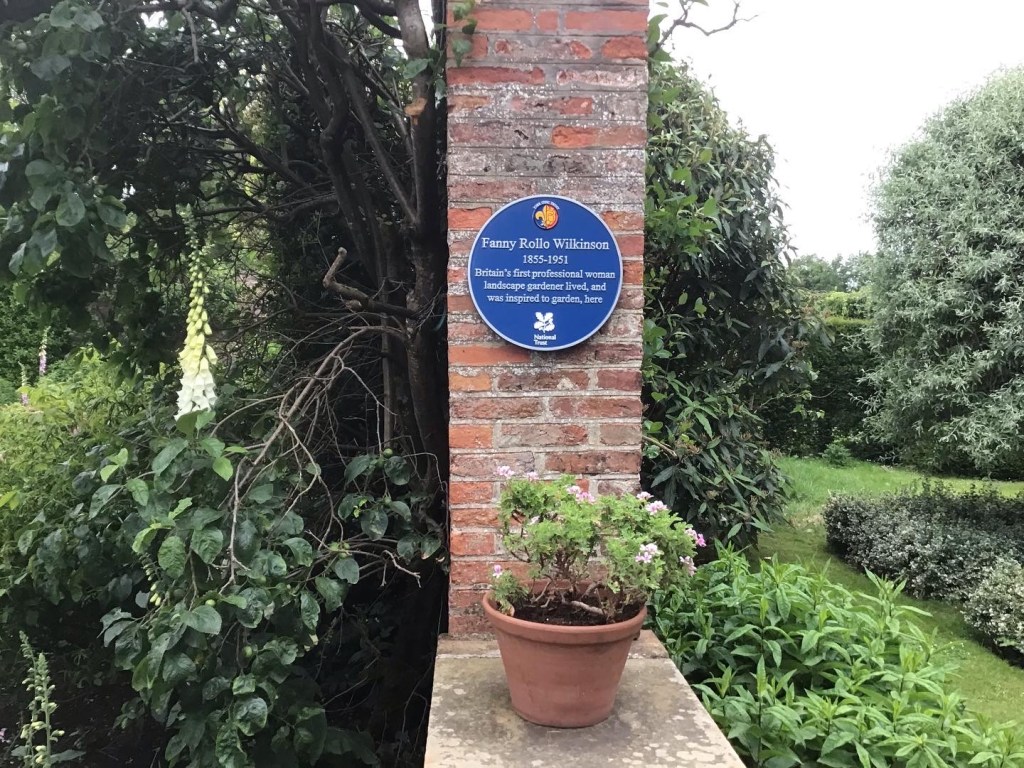 Fanny Rollo Wilkinson
1855-1951
Britain's first professional woman
landscape gardener lived, and
was inspired to garden, here
National
Trust